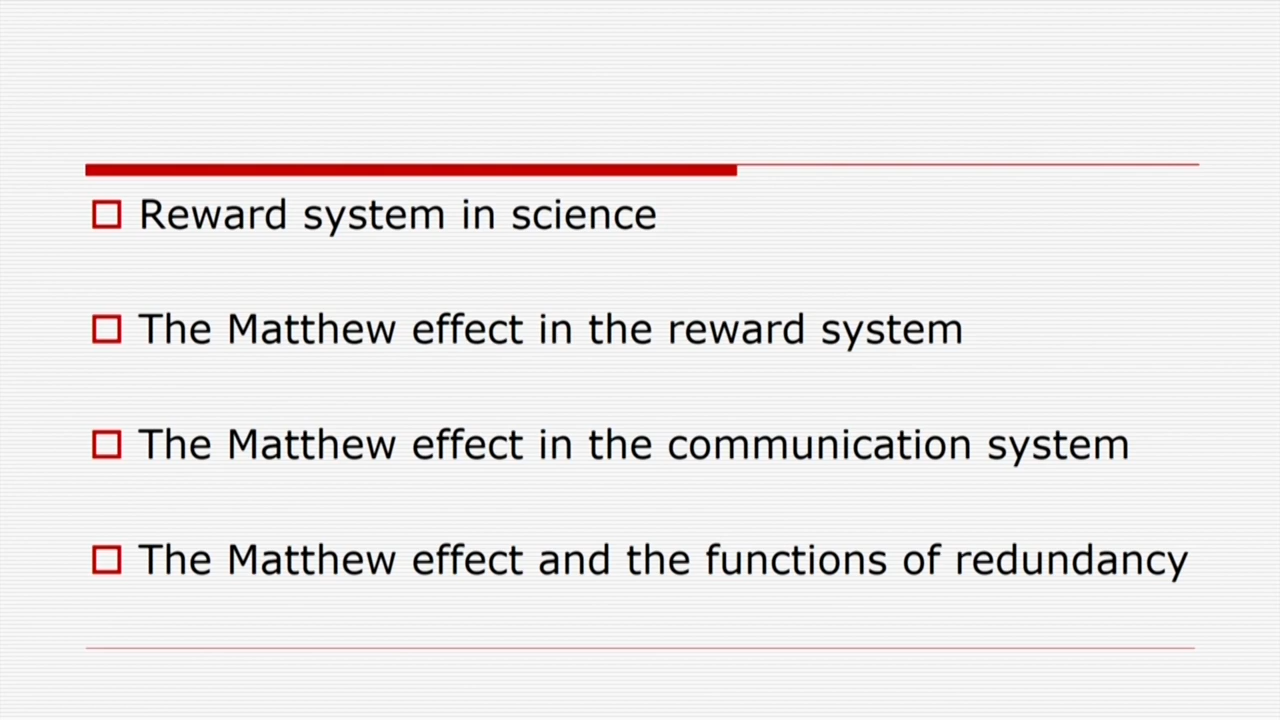 Reward system in science
The Matthew effect in the reward system
The Matthew effect in the communication system
The Matthew effect and the functions of redundancy